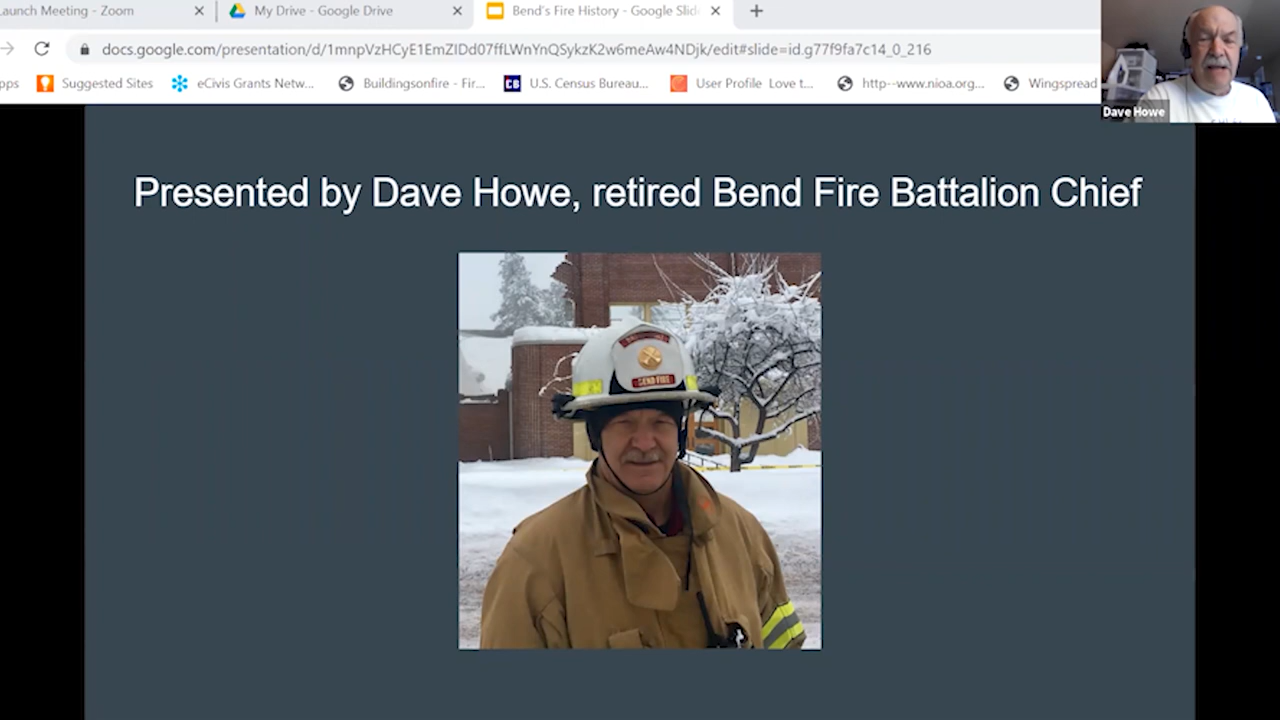 Launch Meeting - Zoom
My Drive - Google Drive
Bend's Fire History - Google Slid
docs.google.com/presentation/d/1mnpVzHCyE1EmZIDd07ffLWnYnQSykzK2w6meAw4NDjk/edit#slide=id.g77f9fa7c14_0_216
pps
Suggested Sites
eCivis Grants Netw...
Buildingsonfire - Fir...
CB
U.S. Census Bureau...
User Profile Love t...
http--www.nioa.org...
Wingspread
Dave Howe
Presented by Dave Howe, retired Bend Fire Battalion Chief
BEND FIRE